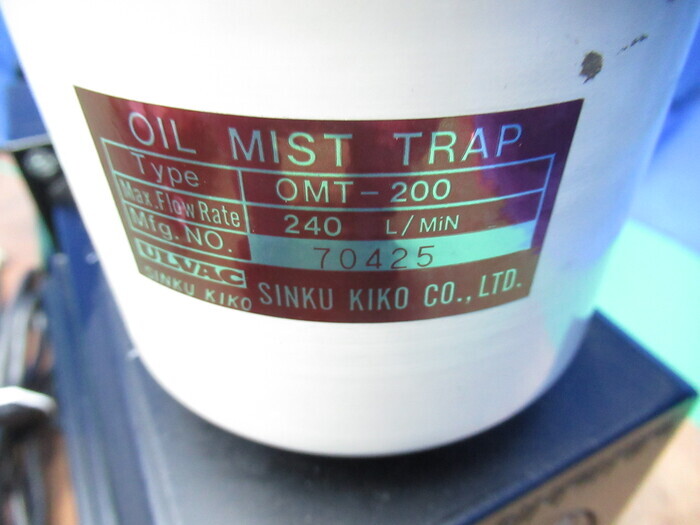 OIL MIST TRAP
Type OMT-200
Max.Flow Rate 240 L/MiN
Mfg.NO. 70425
ULVAC
SINKU KIKO SINKU KIKO CO., LTD.